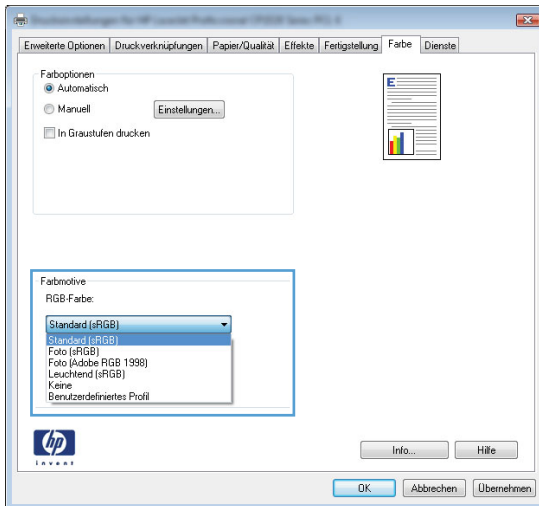 Erweiterte Optionen Druckverknüpfungen Papier/Qualität Effekte Fertigstellung Farbe Dienste
Farboptionen
Automatisch
Manuell Einstellungen...
In Graustufen drucken
E
Farbmotive
RGB-Farbe:
Standard (sRGB)
Standard (sRGB)
Foto (sRGB)
Foto (Adobe RGB 1998)
Leuchtend (sRGB)
Keine
Benutzerdefiniertes Profil
hp
invent
Info... Hilfe
OK Abbrechen Übernehmen